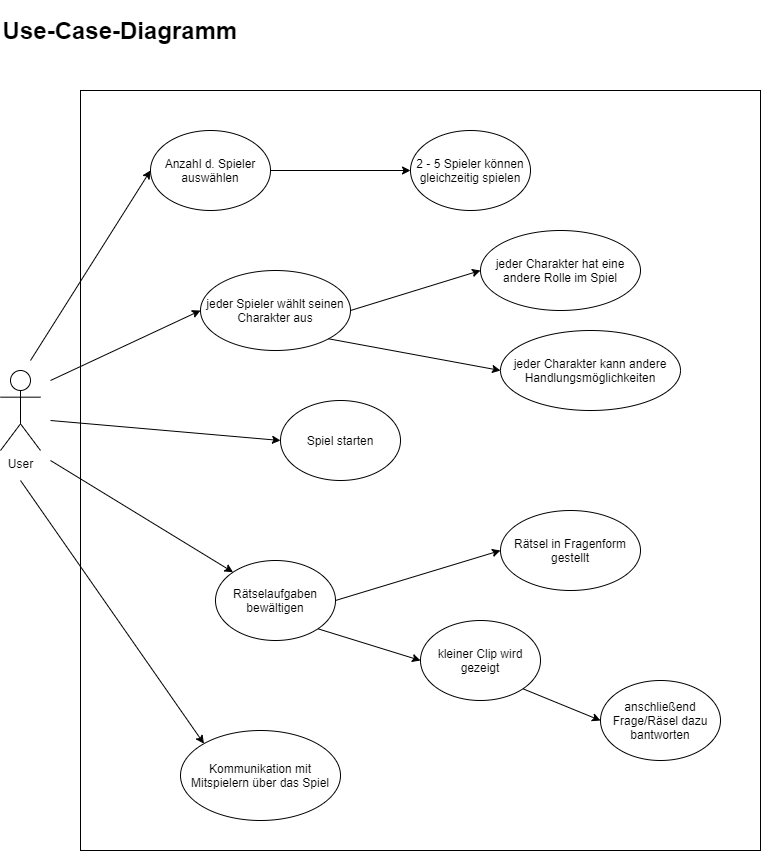 Use-Case-Diagramm
Anzahl d. Spieler
auswählen
2 - 5 Spieler können
gleichzeitig spielen
jeder Charakter hat eine
andere Rolle im Spiel
jeder Spieler wählt seinen
Charakter aus
jeder Charakter kann andere
Handlungsmöglichkeiten
Spiel starten
User
Rätsel in Fragenform
gestellt
Rätselaufgaben
bewältigen
kleiner Clip wird
gezeigt
anschließend
Frage/Räsel dazu
bantworten
Kommunikation mit
Mitspielern über das Spiel